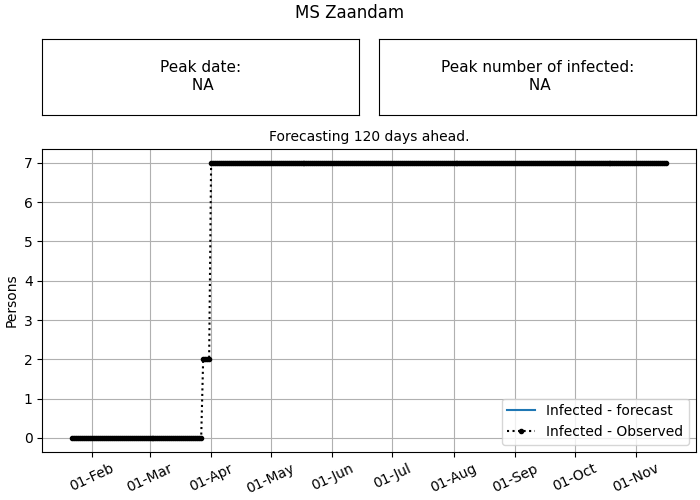 MS Zaandam
Peak date:
NA
Peak number of infected:
NA
Forecasting 120 days ahead.
7
6
5
4
3
2
1
0
Persons
Infected - forecast
Infected - Observed
01-Feb
01-Mar
01-Apr
01-May
01-Jun
01-Jul
01-Aug
01-Sep
01-Oct
01-Nov